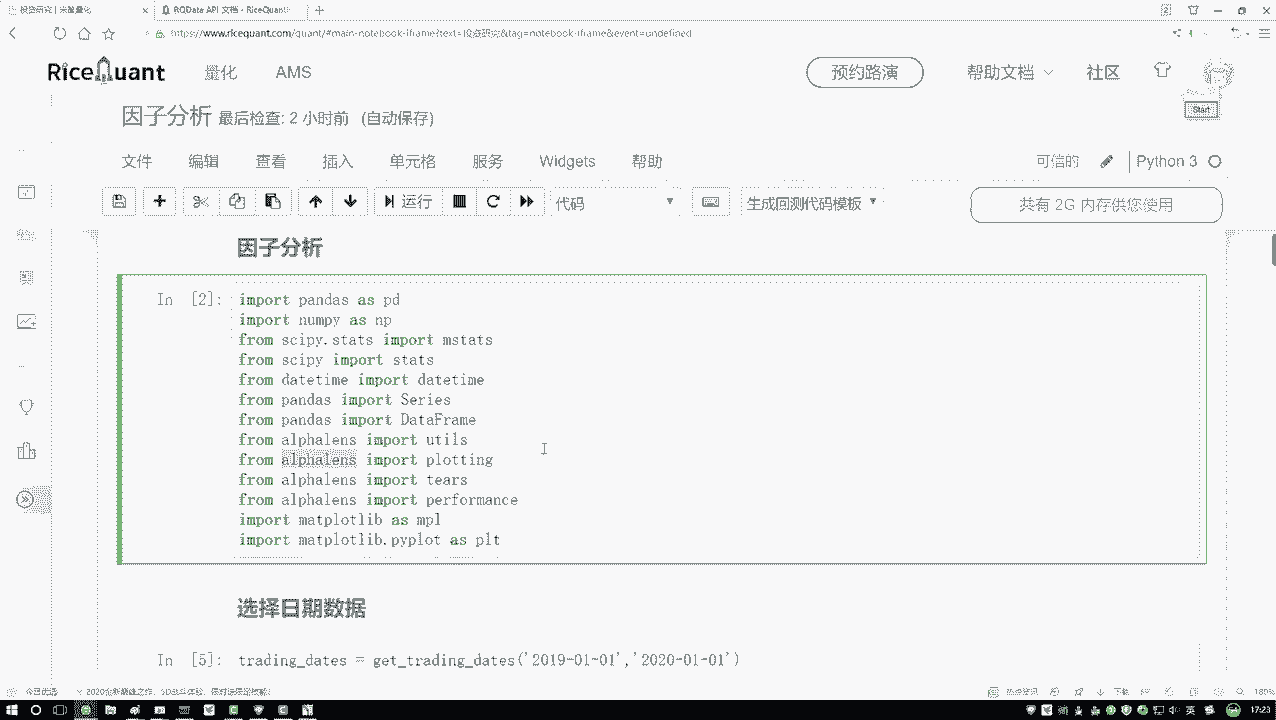 RQData API 文档 - RiceQuant
https://www.ricequant.com/quant/#main-notebook-iframe?text=投资研究&tag=notebook-iframe&event=undefined
RiceQuant 量化 AMS 预约路演 帮助文档 社区
Start
因子分析 最后检查: 2 小时前 (自动保存)
文件 编辑 查看 插入 单元格 服务 Widgets 帮助 可信的 Python 3
运行 代码 生成回测代码模板 共有 2G 内存供您使用
因子分析
In [2]: import pandas as pd
import numpy as np
from scipy.stats import mstats
from scipy import stats
from datetime import datetime
from pandas import Series
from pandas import DataFrame
from alphalens import utils
from alphalens import plotting
from alphalens import tears
from alphalens import performance
import matplotlib as mpl
import matplotlib.pyplot as plt
选择日期数据
In [5]: trading_dates = get_trading_dates('2019-01-01','2020-01-01')
180%
英 17:23